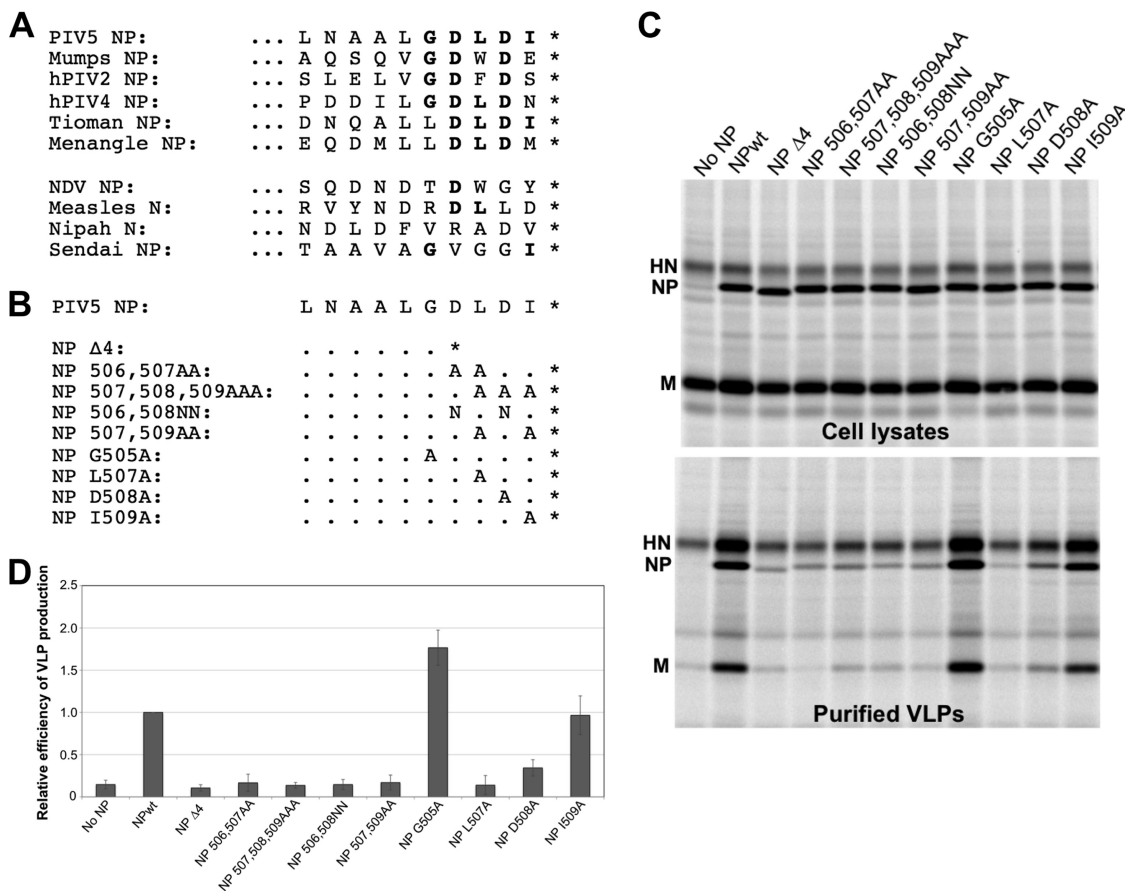 A
PIV5 NP: ... L N A A L G D L D I *
Mumps NP: ... A Q S Q V G D W D E *
hPIV2 NP: ... S L E L V G D F D S *
hPIV4 NP: ... P D D I L G D L D N *
Tioman NP: ... D N Q A L L D L D I *
Menangle NP: ... E Q D M L L D L D M *
NDV NP: ... S Q D N D T D W G Y *
Measles N: ... R V Y N D R D L L D *
Nipah N: ... N D L D F V R A D V *
Sendai NP: ... T A A V A G V G G I *
B
PIV5 NP: L N A A L G D L D I *
NP Δ4: . . . . . . *
NP 506,507AA: . . . . . . A A . . *
NP 507,508,509AAA: . . . . . . . A A A *
NP 506,508NN: . . . . . . N . N . *
NP 507,509AA: . . . . . . . A . A *
NP G505A: . . . . . A . . . . *
NP L507A: . . . . . . . A . . *
NP D508A: . . . . . . . . A . *
NP I509A: . . . . . . . . . A *
C
No NP
NPwt
NP Δ4
NP 506,507AA
NP 507,508,509AAA
NP 506,508NN
NP 507,509AA
NP G505A
NP L507A
NP D508A
NP I509A
HN
NP
M
Cell lysates
HN
NP
M
Purified VLPs
D
Relative efficiency of VLP production
2.5
2.0
1.5
1.0
0.5
0
No NP
NPwt
NP Δ4
NP 506,507AA
NP 507,508,509AAA
NP 506,508NN
NP 507,509AA
NP G505A
NP L507A
NP D508A
NP I509A